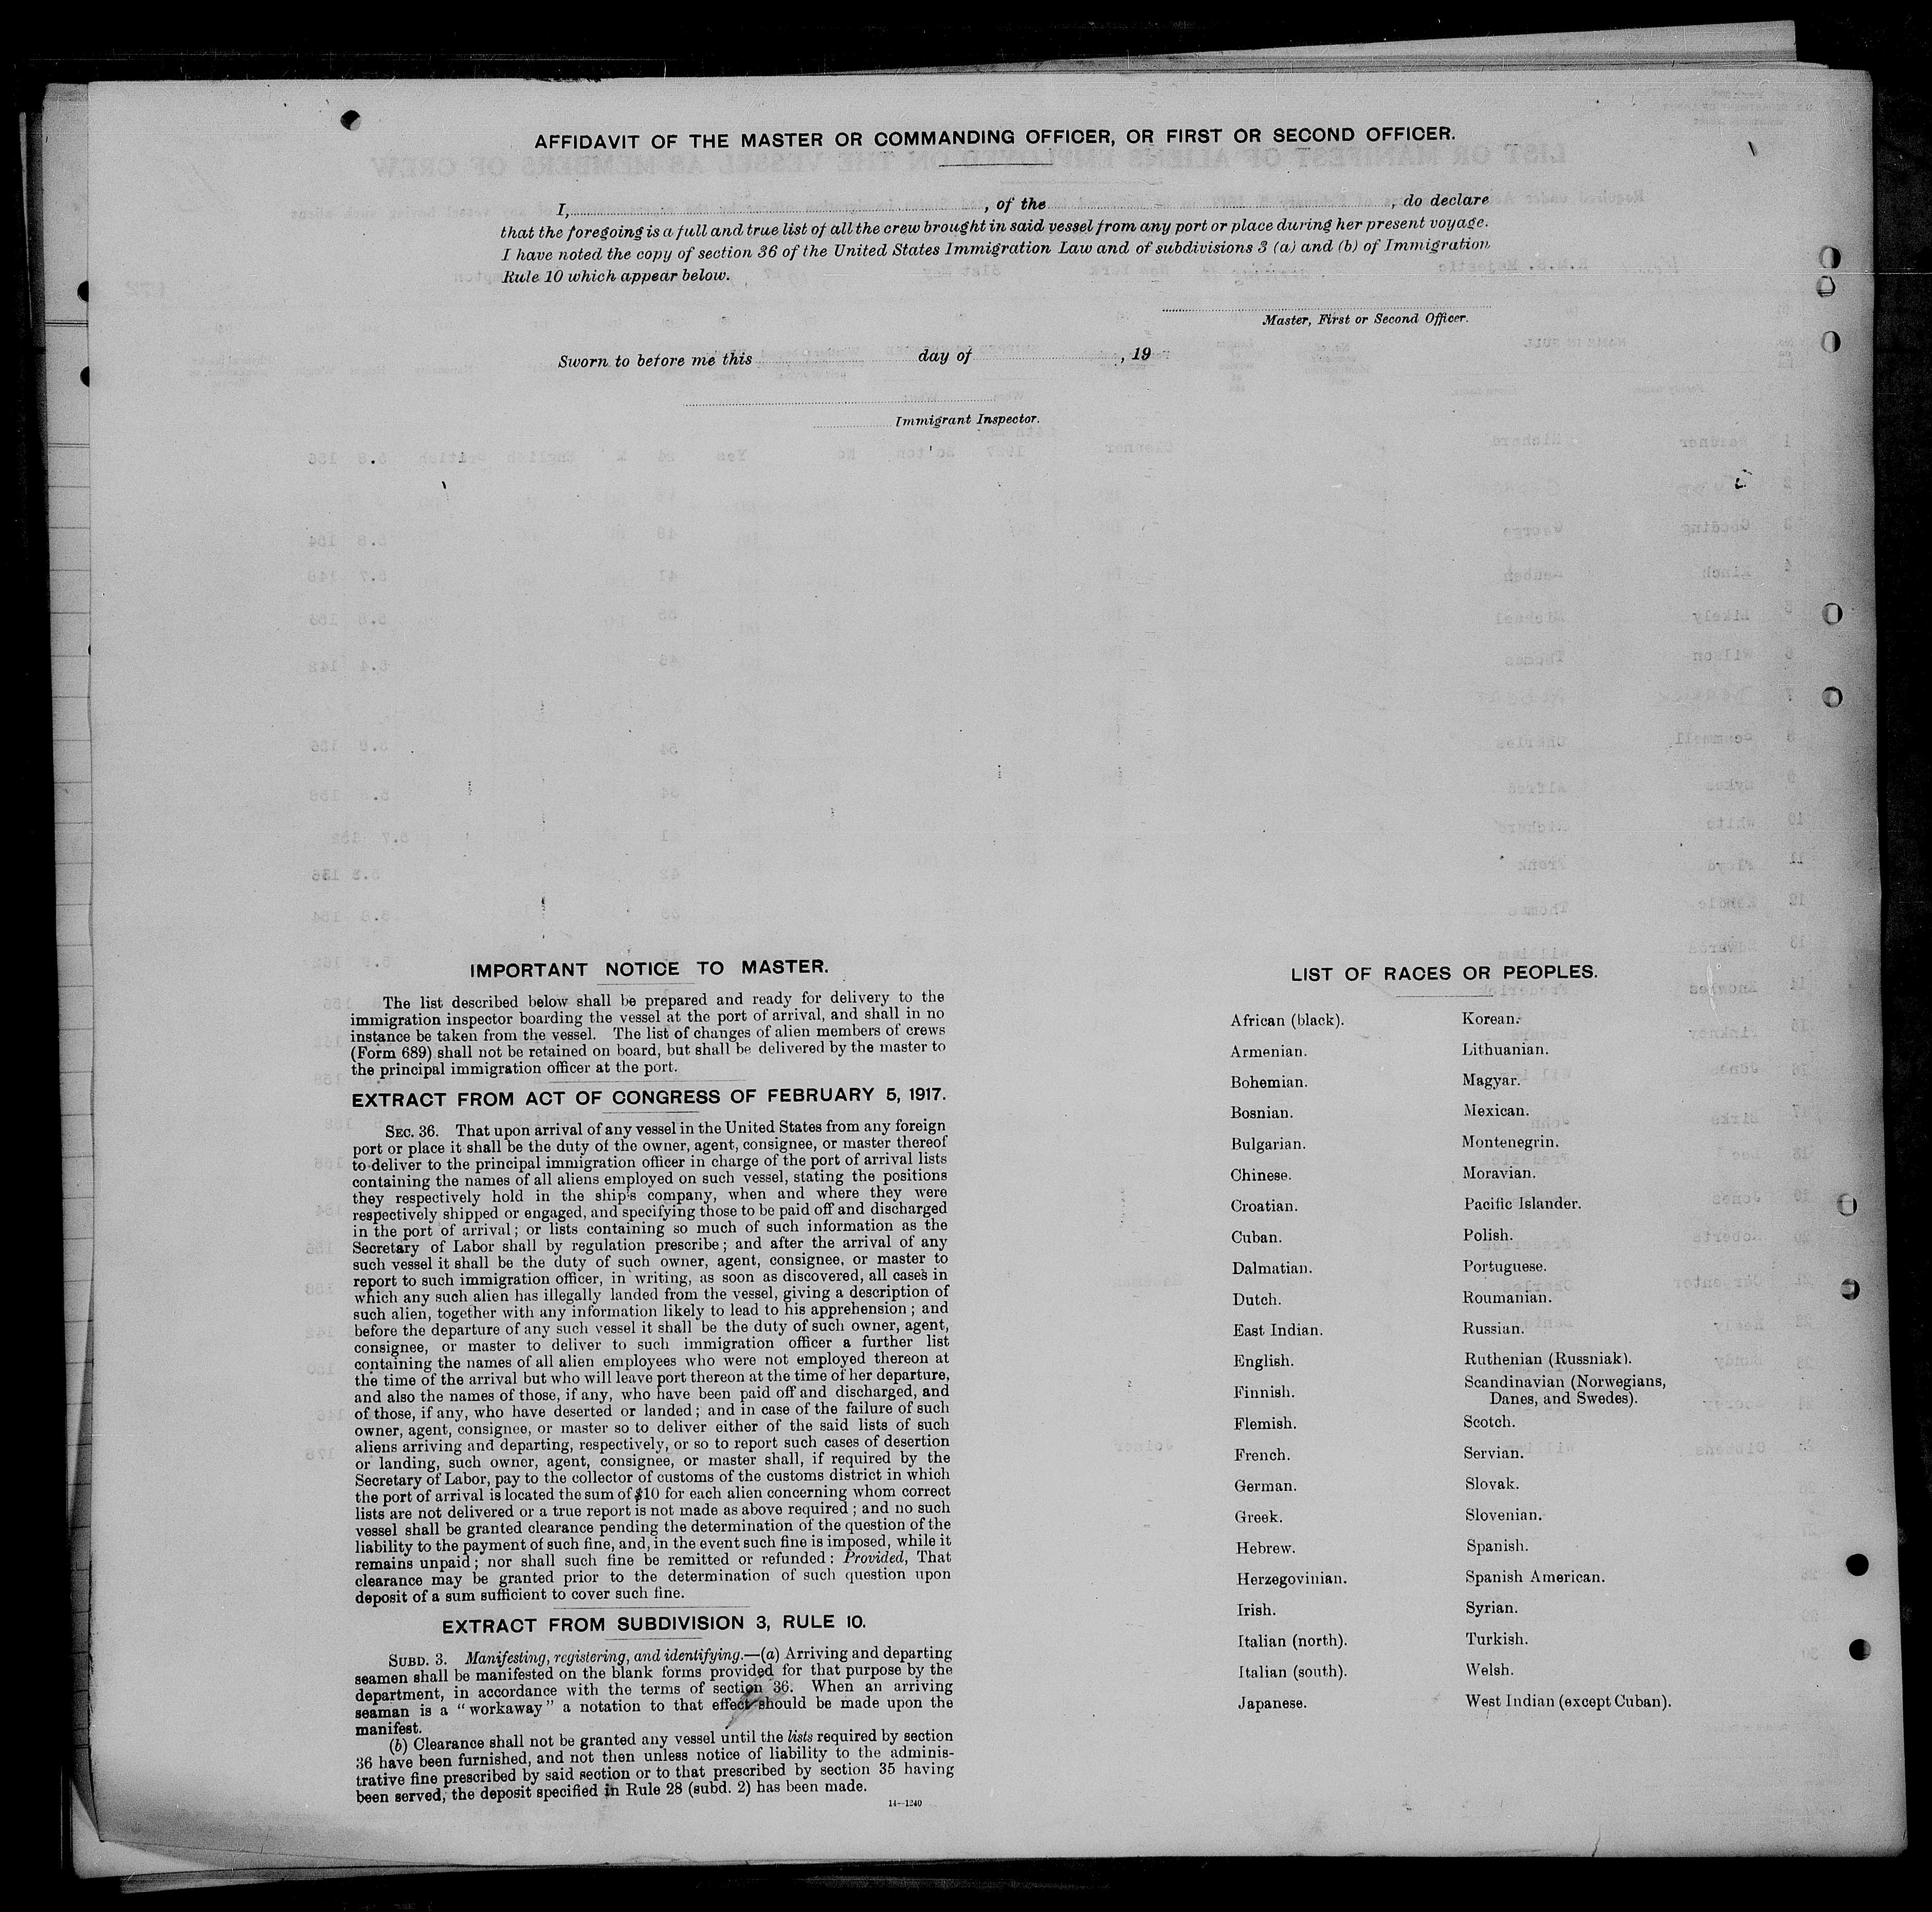 AFFIDAVIT OF THE MASTER OR COMMANDING OFFICER, OR FIRST OR SECOND OFFICER.
I, , of the , do declare
that the foregoing is a full and true list of all the crew brought in said vessel from any port or place during her present voyage.
I have noted the copy of section 36 of the United States Immigration Law and of subdivisions 3 (a) and (b) of Immigration
Rule 10 which appear below.
Master, First or Second Officer.
Sworn to before me this day of , 19
Immigrant Inspector.
IMPORTANT NOTICE TO MASTER.
The list described below shall be prepared and ready for delivery to the
immigration inspector boarding the vessel at the port of arrival, and shall in no
instance be taken from the vessel. The list of changes of alien members of crews
(Form 689) shall not be retained on board, but shall be delivered by the master to
the principal immigration officer at the port.
EXTRACT FROM ACT OF CONGRESS OF FEBRUARY 5, 1917.
SEC. 36. That upon arrival of any vessel in the United States from any foreign
port or place it shall be the duty of the owner, agent, consignee, or master thereof
to deliver to the principal immigration officer in charge of the port of arrival lists
containing the names of all aliens employed on such vessel, stating the positions
they respectively hold in the ship's company, when and where they were
respectively shipped or engaged, and specifying those to be paid off and discharged
in the port of arrival; or lists containing so much of such information as the
Secretary of Labor shall by regulation prescribe; and after the arrival of any
such vessel it shall be the duty of such owner, agent, consignee, or master to
report to such immigration officer, in writing, as soon as discovered, all cases in
which any such alien has illegally landed from the vessel, giving a description of
such alien, together with any information likely to lead to his apprehension; and
before the departure of any such vessel it shall be the duty of such owner, agent,
consignee, or master to deliver to such immigration officer a further list
containing the names of all alien employees who were not employed thereon at
the time of the arrival but who will leave port thereon at the time of her departure,
and also the names of those, if any, who have been paid off and discharged, and
of those, if any, who have deserted or landed; and in case of the failure of such
owner, agent, consignee, or master so to deliver either of the said lists of such
aliens arriving and departing, respectively, or so to report such cases of desertion
or landing, such owner, agent, consignee, or master shall, if required by the
Secretary of Labor, pay to the collector of customs of the customs district in which
the port of arrival is located the sum of $10 for each alien concerning whom correct
lists are not delivered or a true report is not made as above required; and no such
vessel shall be granted clearance pending the determination of the question of the
liability to the payment of such fine, and, in the event such fine is imposed, while it
remains unpaid; nor shall such fine be remitted or refunded: Provided, That
clearance may be granted prior to the determination of such question upon
deposit of a sum sufficient to cover such fine.
EXTRACT FROM SUBDIVISION 3, RULE 10.
SUBD. 3. Manifesting, registering, and identifying.—(a) Arriving and departing
seamen shall be manifested on the blank forms provided for that purpose by the
department, in accordance with the terms of section 36. When an arriving
seaman is a "workaway" a notation to that effect should be made upon the
manifest.
(b) Clearance shall not be granted any vessel until the lists required by section
36 have been furnished, and not then unless notice of liability to the adminis-
trative fine prescribed by said section or to that prescribed by section 35 having
been served, the deposit specified in Rule 28 (subd. 2) has been made.
14—1240
LIST OF RACES OR PEOPLES.
African (black).
Armenian.
Bohemian.
Bosnian.
Bulgarian.
Chinese.
Croatian.
Cuban.
Dalmatian.
Dutch.
East Indian.
English.
Finnish.
Flemish.
French.
German.
Greek.
Hebrew.
Herzegovinian.
Irish.
Italian (north).
Italian (south).
Japanese.
Korean.
Lithuanian.
Magyar.
Mexican.
Montenegrin.
Moravian.
Pacific Islander.
Polish.
Portuguese.
Roumanian.
Russian.
Ruthenian (Russniak).
Scandinavian (Norwegians,
Danes, and Swedes).
Scotch.
Servian.
Slovak.
Slovenian.
Spanish.
Spanish American.
Syrian.
Turkish.
Welsh.
West Indian (except Cuban).